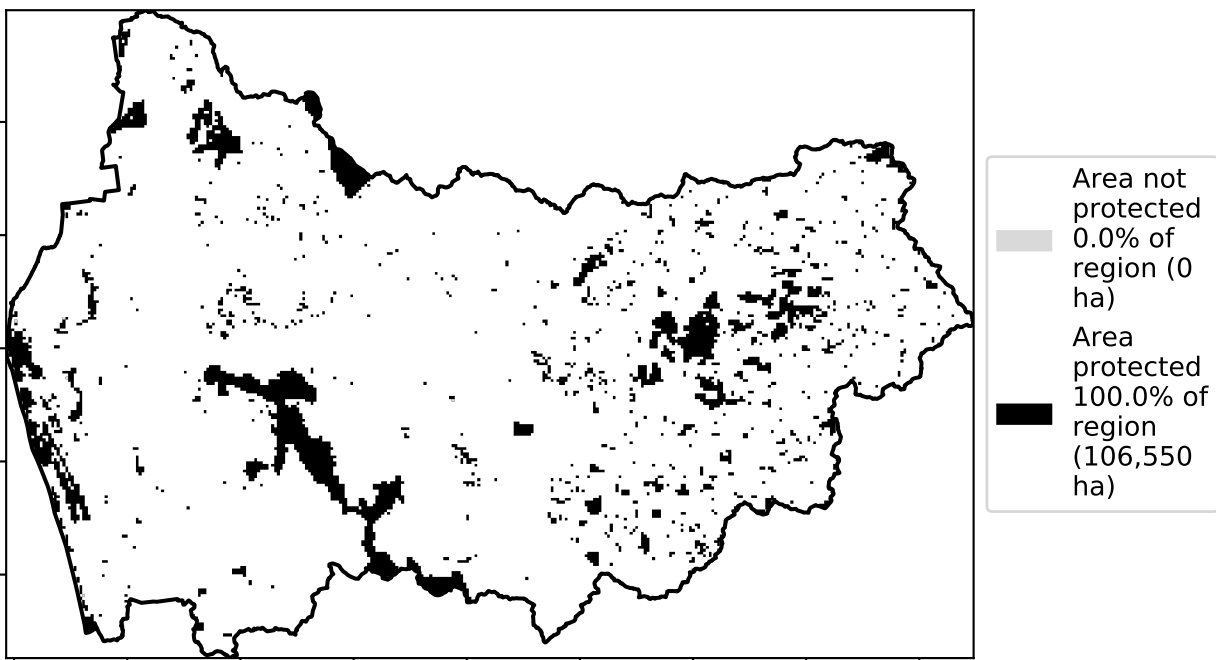 Area not
protected
0.0% of
region (0
ha)
Area
protected
100.0% of
region
(106,550
ha)